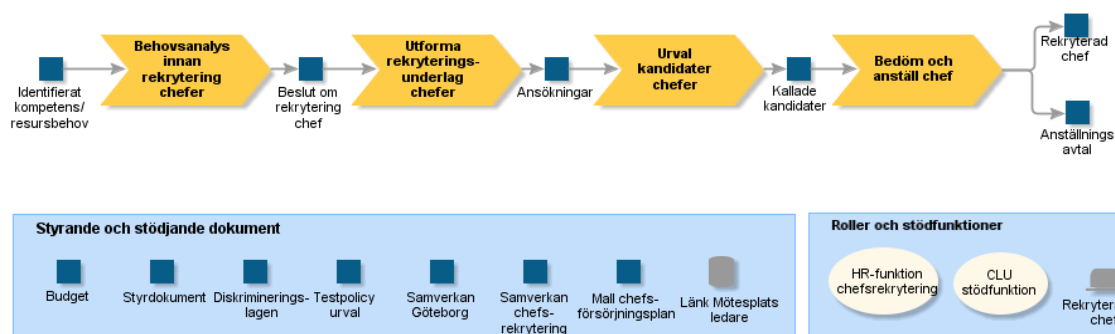 Behovsanalys
innan
rekrytering
chefer
Utforma
rekryterings-
underlag
chefer
Urval
kandidater
chefer
Bedöm och
anställ chef
Identifierat
kompetens/
resursbehov
Beslut om
rekrytering
chef
Ansökningar
Kallade
kandidater
Rekryterad
chef
Anställnings
avtal
Styrande och stödjande dokument
Budget
Styrdokument
Diskriminerings-
lagen
Testpolicy
urval
Samverkan
Göteborg
Samverkan
chefs-
rekrytering
Mall chefs-
försörjningsplan
Länk Mötesplats
ledare
Roller och stödfunktioner
HR-funktion
chefsrekrytering
CLU
stödfunktion